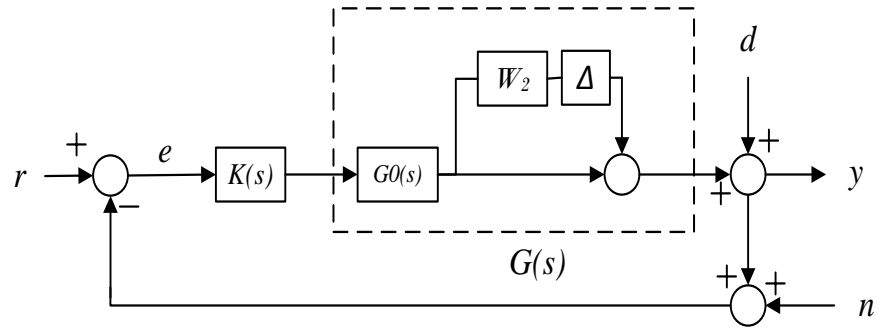 d
W₂ Δ
+
+
r
e
K(s)
G0(s)
+
y
−
G(s)
+
+
n